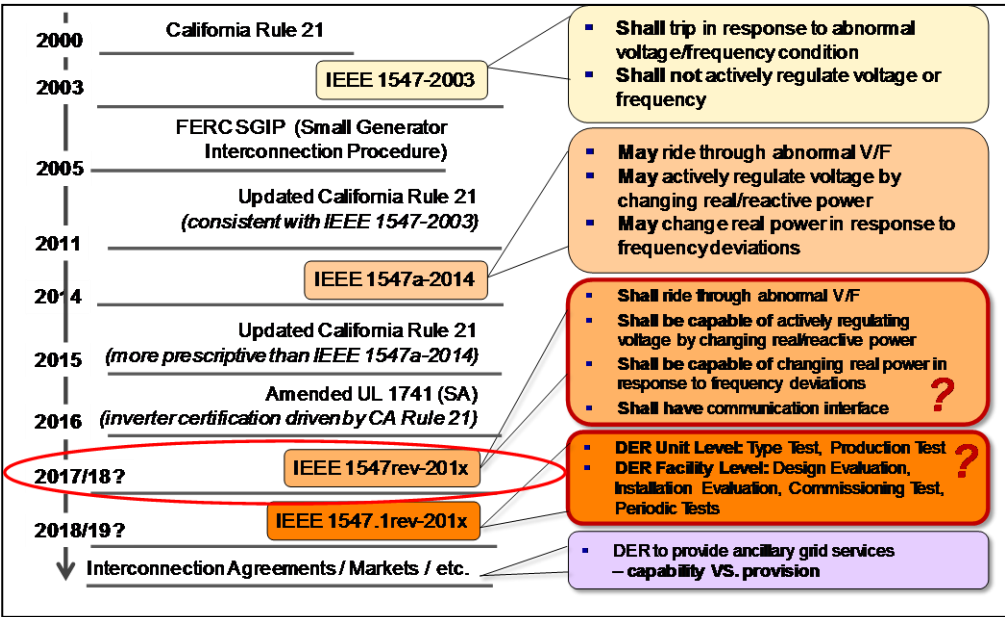 2000
California Rule 21
2003
IEEE 1547-2003
▪ Shall trip in response to abnormal
voltage/frequency condition
▪ Shall not actively regulate voltage or
frequency
FERC SGIP (Small Generator
Interconnection Procedure)
2005
Updated California Rule 21
(consistent with IEEE 1547-2003)
2011
▪ May ride through abnormal V/F
▪ May actively regulate voltage by
changing real/reactive power
▪ May change real power in response to
frequency deviations
IEEE 1547a-2014
2014
Updated California Rule 21
(more prescriptive than IEEE 1547a-2014)
2015
Amended UL 1741 (SA)
(inverter certification driven by CA Rule 21)
2016
▪ Shall ride through abnormal V/F
▪ Shall be capable of actively regulating
voltage by changing real/reactive power
▪ Shall be capable of changing real power in
response to frequency deviations
▪ Shall have communication interface
?
IEEE 1547rev-201x
2017/18?
▪ DER Unit Level: Type Test, Production Test
▪ DER Facility Level: Design Evaluation,
Installation Evaluation, Commissioning Test,
Periodic Tests
?
IEEE 1547.1rev-201x
2018/19?
Interconnection Agreements / Markets / etc.
▪ DER to provide ancillary grid services
– capability VS. provision